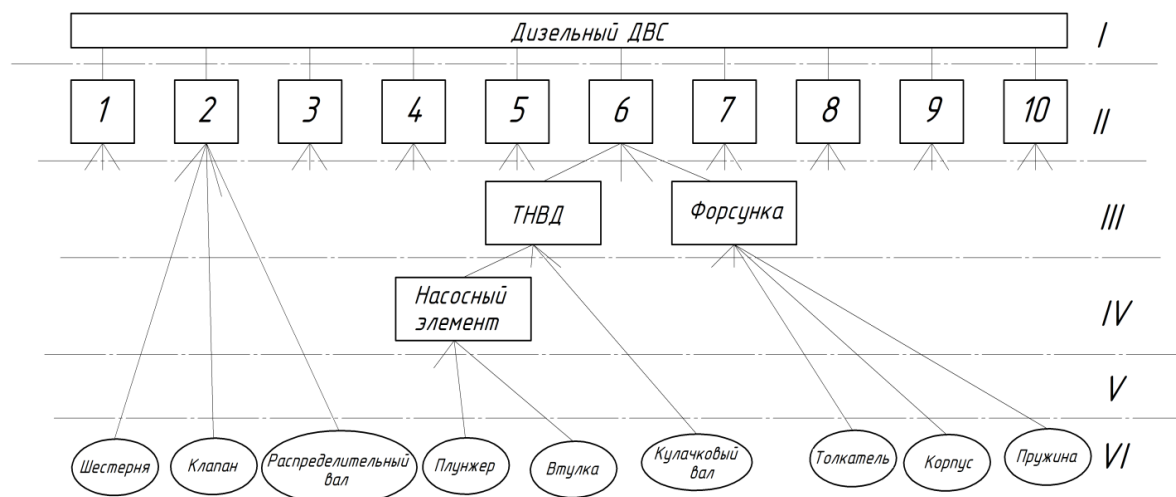 Дизельный ДВС
I
1
2
3
4
5
6
7
8
9
10
II
ТНВД
Форсунка
III
Насосный
элемент
IV
V
Шестерня
Клапан
Распределительный
вал
Плунжер
Втулка
Кулачковый
вал
Толкатель
Корпус
Пружина
VI